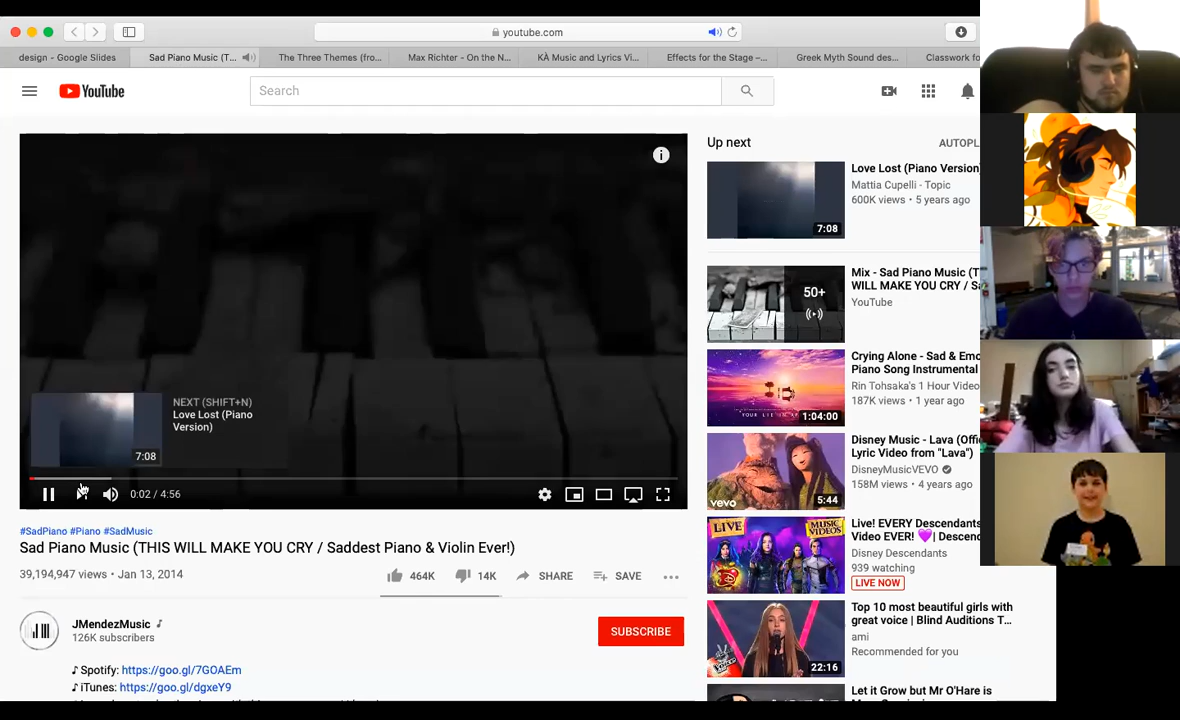 youtube.com
design - Google Slides
Sad Piano Music (T...
The Three Themes (fro...
Max Richter - On the N...
KÀ Music and Lyrics Vi...
Effects for the Stage –...
Greek Myth Sound des...
Classwork fo
YouTube
Search
Up next
AUTOPL
Love Lost (Piano Version)
Mattia Cupelli - Topic
600K views • 5 years ago
7:08
Mix - Sad Piano Music (T
WILL MAKE YOU CRY / Sa
YouTube
50+
Crying Alone - Sad & Emo
Piano Song Instrumental
Rin Tohsaka's 1 Hour Video
187K views • 1 year ago
1:04:00
Disney Music - Lava (Offi
Lyric Video from "Lava")
DisneyMusicVEVO
158M views • 4 years ago
vevo
5:44
LIVE
MUSIC
VIDEOS
Live! EVERY Descendants
Video EVER! 💜| Descend
Disney Descendants
939 watching
LIVE NOW
Top 10 most beautiful girls with
great voice | Blind Auditions T...
ami
Recommended for you
22:16
Let it Grow but Mr O'Hare is
NEXT (SHIFT+N)
Love Lost (Piano
Version)
7:08
0:02 / 4:56
#SadPiano #Piano #SadMusic
Sad Piano Music (THIS WILL MAKE YOU CRY / Saddest Piano & Violin Ever!)
39,194,947 views • Jan 13, 2014
464K
14K
SHARE
SAVE
JMendezMusic
126K subscribers
SUBSCRIBE
♪ Spotify: https://goo.gl/7GOAEm
♪ iTunes: https://goo.gl/dgxeY9